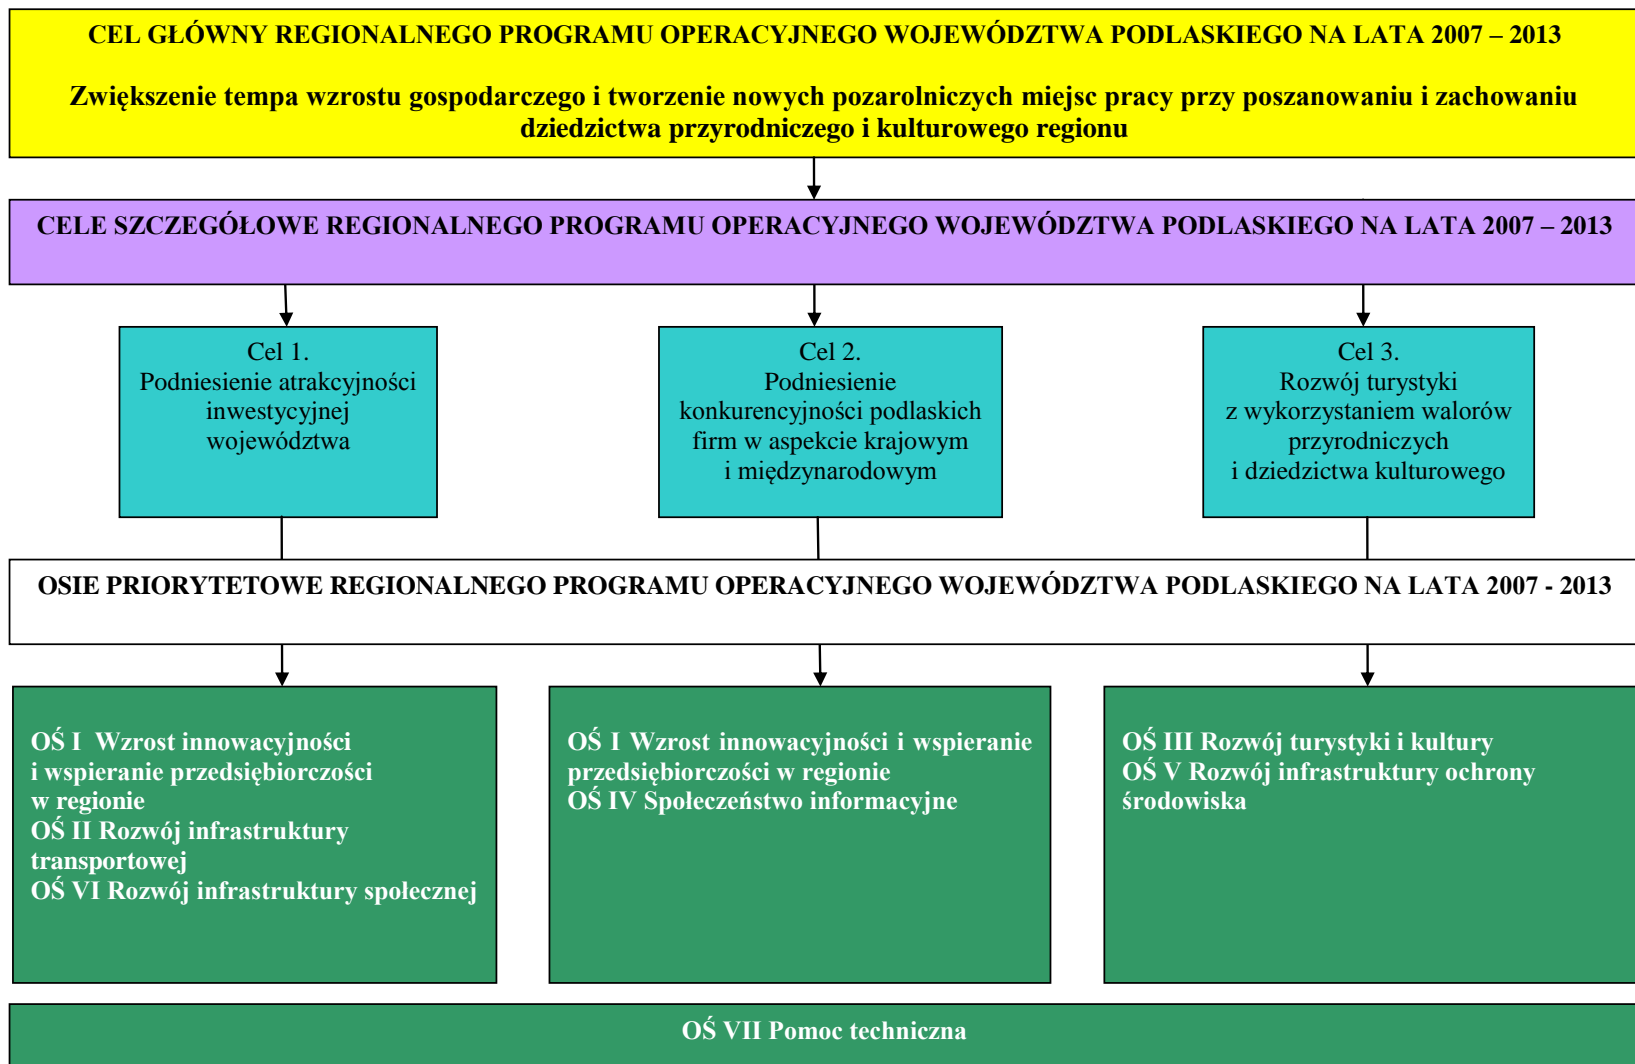 CEL GŁÓWNY REGIONALNEGO PROGRAMU OPERACYJNEGO WOJEWÓDZTWA PODLASKIEGO NA LATA 2007 – 2013
Zwiększenie tempa wzrostu gospodarczego i tworzenie nowych pozarolniczych miejsc pracy przy poszanowaniu i zachowaniu
dziedzictwa przyrodniczego i kulturowego regionu
CELE SZCZEGÓŁOWE REGIONALNEGO PROGRAMU OPERACYJNEGO WOJEWÓDZTWA PODLASKIEGO NA LATA 2007 – 2013
Cel 1.
Podniesienie atrakcyjności
inwestycyjnej
województwa
Cel 2.
Podniesienie
konkurencyjności podlaskich
firm w aspekcie krajowym
i międzynarodowym
Cel 3.
Rozwój turystyki
z wykorzystaniem walorów
przyrodniczych
i dziedzictwa kulturowego
OSIE PRIORYTETOWE REGIONALNEGO PROGRAMU OPERACYJNEGO WOJEWÓDZTWA PODLASKIEGO NA LATA 2007 - 2013
OŚ I Wzrost innowacyjności
i wspieranie przedsiębiorczości
w regionie
OŚ II Rozwój infrastruktury
transportowej
OŚ VI Rozwój infrastruktury społecznej
OŚ I Wzrost innowacyjności i wspieranie
przedsiębiorczości w regionie
OŚ IV Społeczeństwo informacyjne
OŚ III Rozwój turystyki i kultury
OŚ V Rozwój infrastruktury ochrony
środowiska
OŚ VII Pomoc techniczna